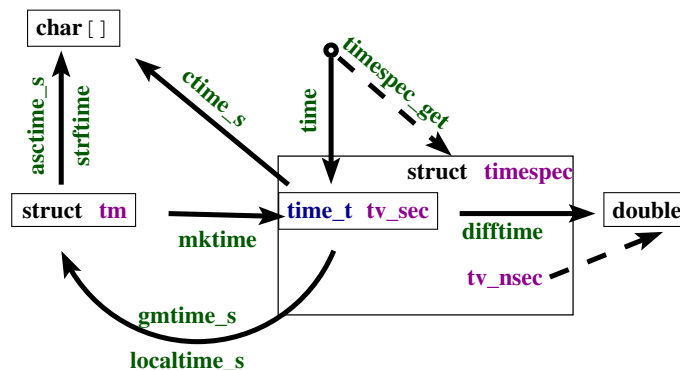 char []
asctime_s
strftime
ctime_s
time
timespec_get
struct timespec
struct tm
mktime
time_t tv_sec
difftime
double
tv_nsec
gmtime_s
localtime_s